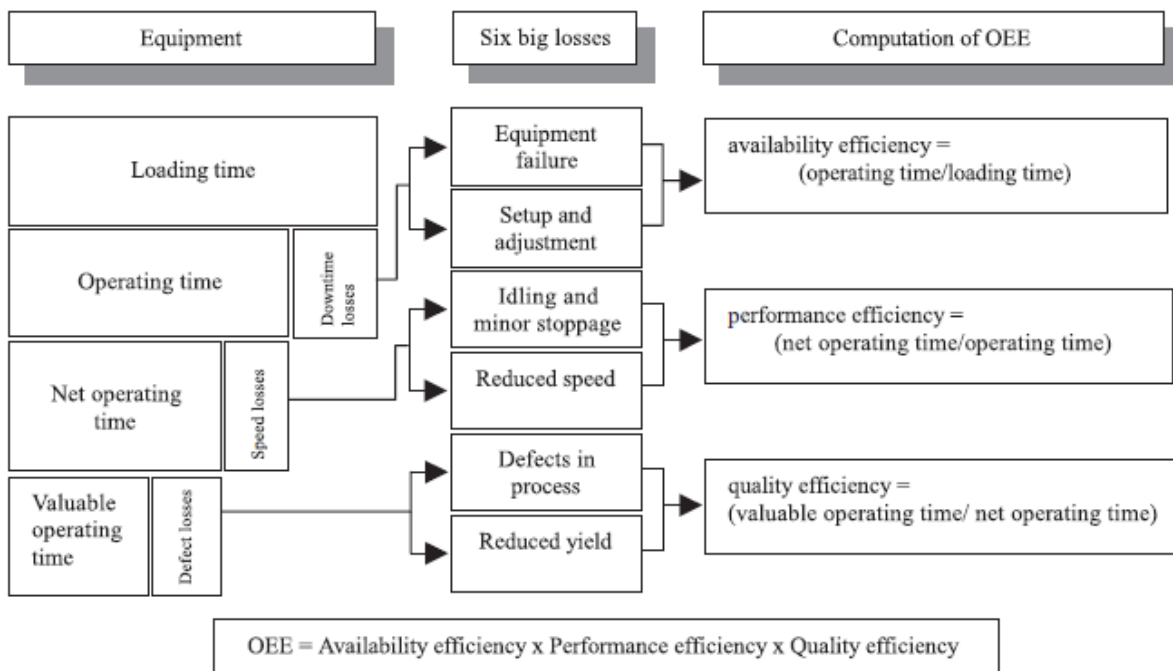 Equipment
Six big losses
Computation of OEE
Loading time
Operating time
Downtime
losses
Net operating
time
Speed losses
Valuable
operating
time
Defect losses
Equipment
failure
Setup and
adjustment
Idling and
minor stoppage
Reduced speed
Defects in
process
Reduced yield
availability efficiency =
(operating time/loading time)
performance efficiency =
(net operating time/operating time)
quality efficiency =
(valuable operating time/ net operating time)
OEE = Availability efficiency x Performance efficiency x Quality efficiency